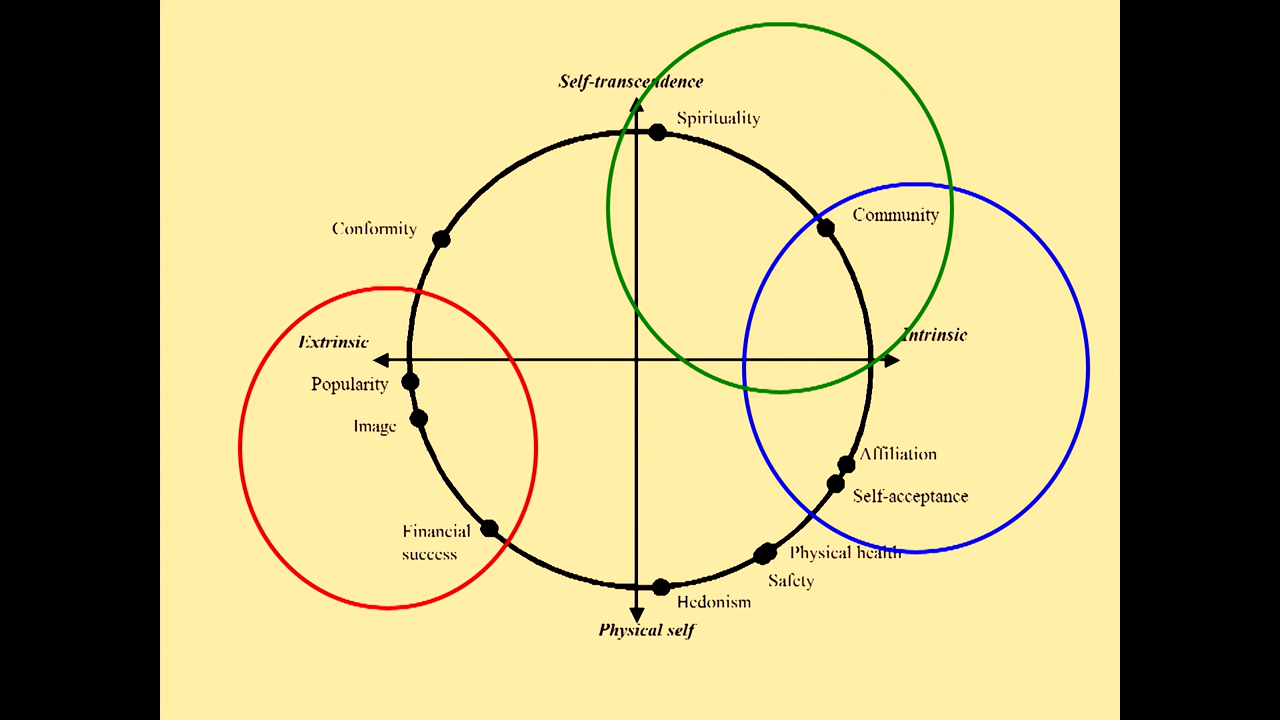 Self-transcendence
Spirituality
Community
Conformity
Intrinsic
Extrinsic
Popularity
Image
Affiliation
Self-acceptance
Financial
success
Physical health
Safety
Hedonism
Physical self